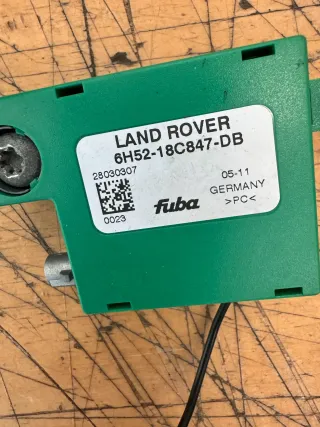 LAND ROVER
6H52-18C847-DB
28030307
05-11
GERMANY
fuba
>PC<
0023